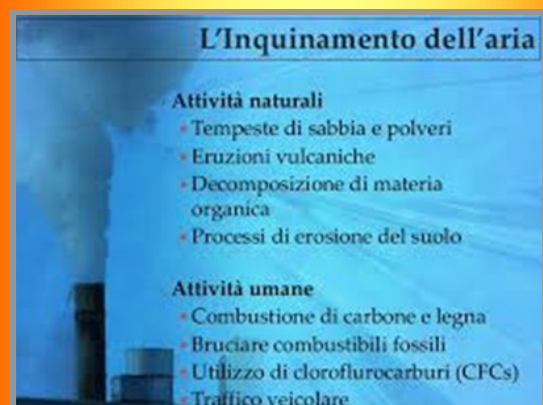 L'Inquinamento dell'aria
Attività naturali
• Tempeste di sabbia e polveri
• Eruzioni vulcaniche
• Decomposizione di materia
organica
• Processi di erosione del suolo
Attività umane
• Combustione di carbone e legna
• Bruciare combustibili fossili
• Utilizzo di cloroflurocarburi (CFCs)
• Traffico veicolare